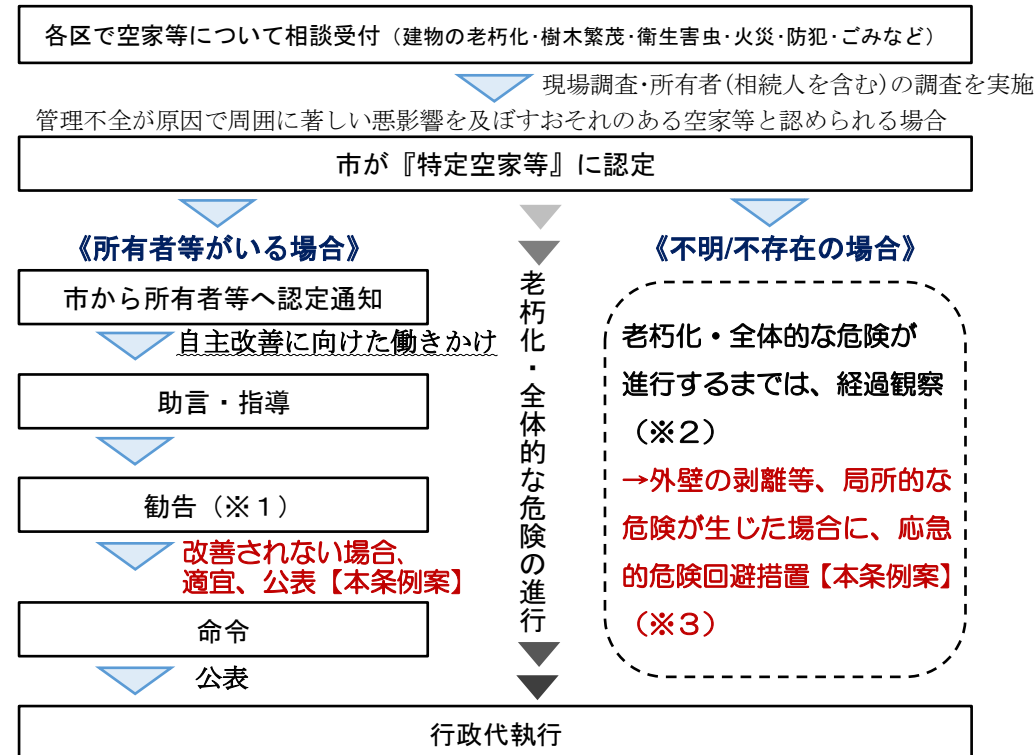 各区で空家等について相談受付（建物の老朽化・樹木繁茂・衛生害虫・火災・防犯・ごみなど）
現場調査・所有者(相続人を含む)の調査を実施
管理不全が原因で周囲に著しい悪影響を及ぼすおそれのある空家等と認められる場合
市が『特定空家等』に認定
《所有者等がいる場合》
市から所有者等へ認定通知
自主改善に向けた働きかけ
助言・指導
勧告（※１）
改善されない場合、
適宜、公表【本条例案】
命令
公表
老朽化・全体的な危険の進行
《不明/不存在の場合》
老朽化・全体的な危険が
進行するまでは、経過観察
（※２）
→外壁の剥離等、局所的な
危険が生じた場合に、応急
的危険回避措置【本条例案】
（※３）
行政代執行